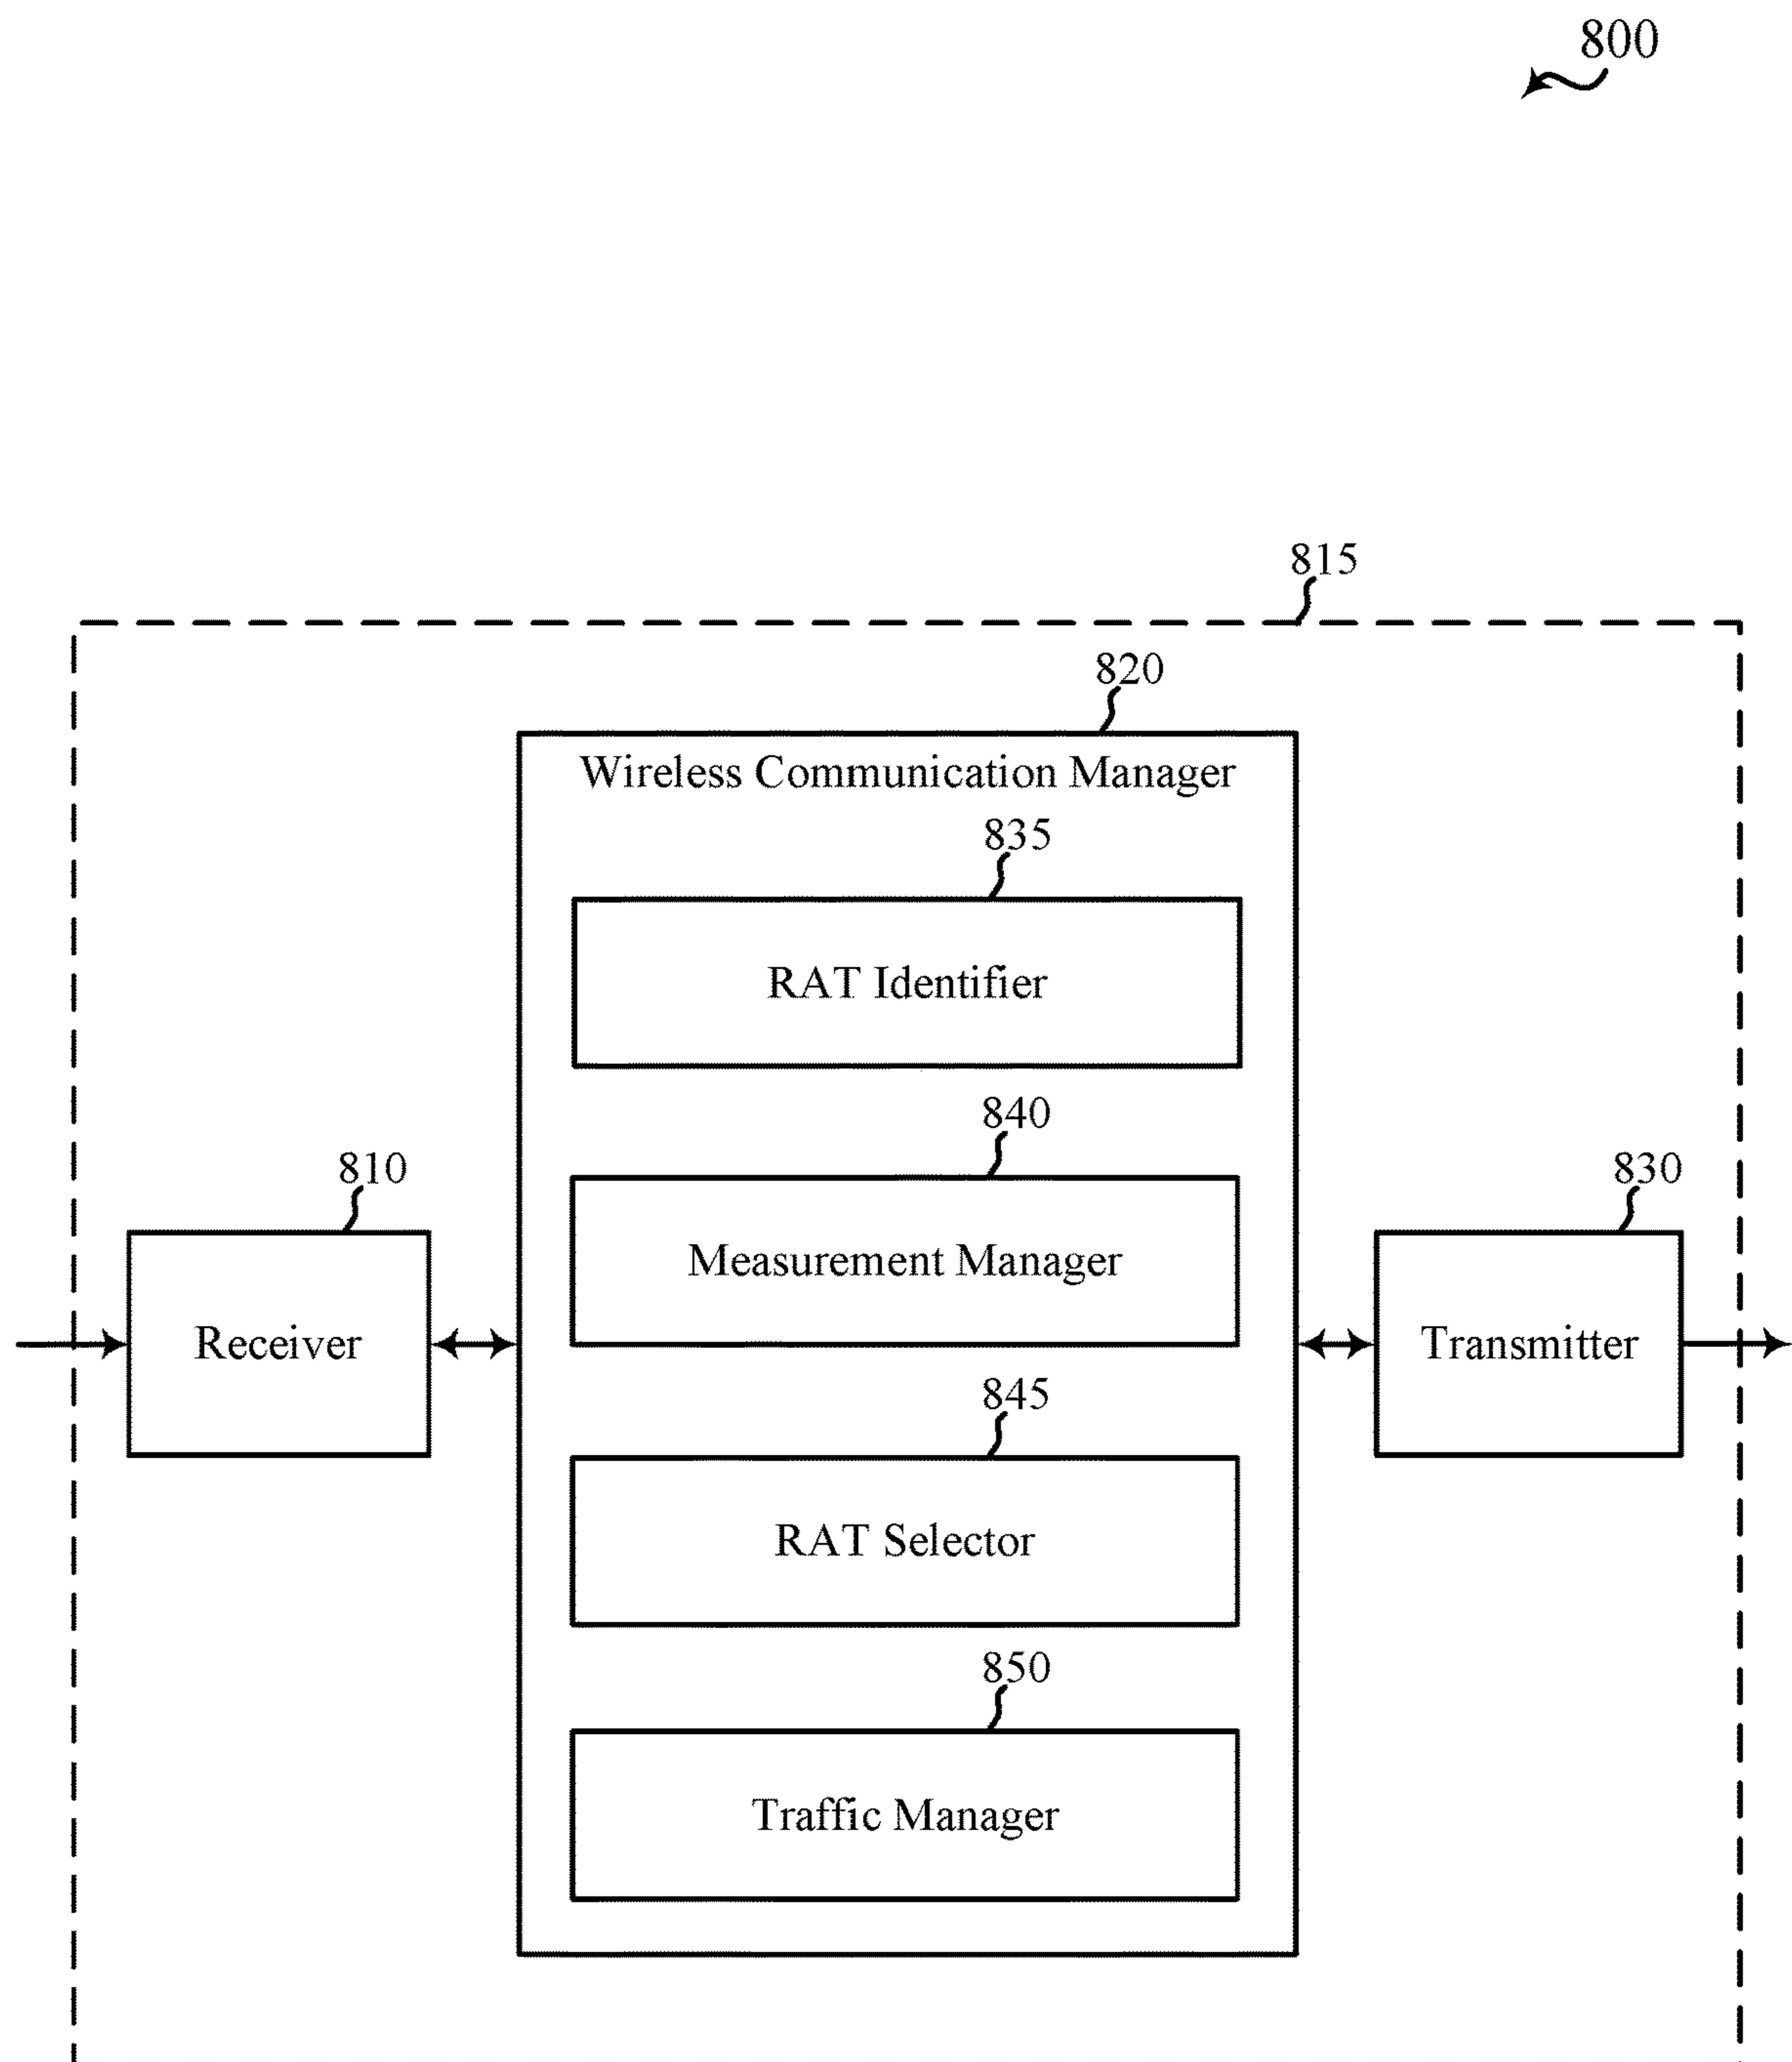 800
815
820
Wireless Communication Manager
835
RAT Identifier
840
Measurement Manager
810
Receiver
830
Transmitter
845
RAT Selector
850
Traffic Manager